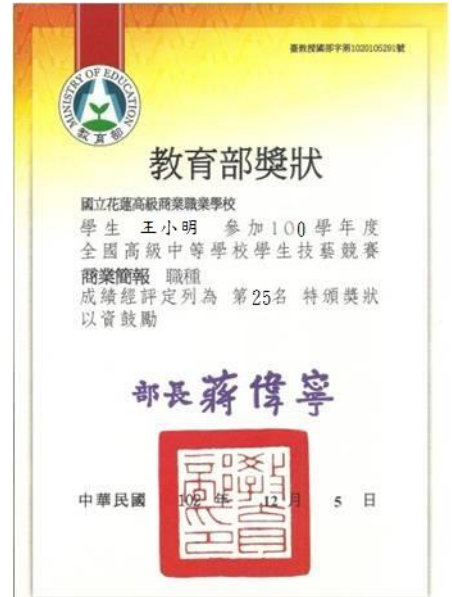 臺教授國部字第1020105291號
MINISTRY OF EDUCATION
教育部
教育部獎狀
國立花蓮高級商業職業學校
學生 王小明 參加100學年度
全國高級中等學校學生技藝競賽
商業簡報 職種
成績經評定列為 第25名 特頒獎狀
以資鼓勵
部長蔣偉寧
中華民國 102 年 12 月 5 日